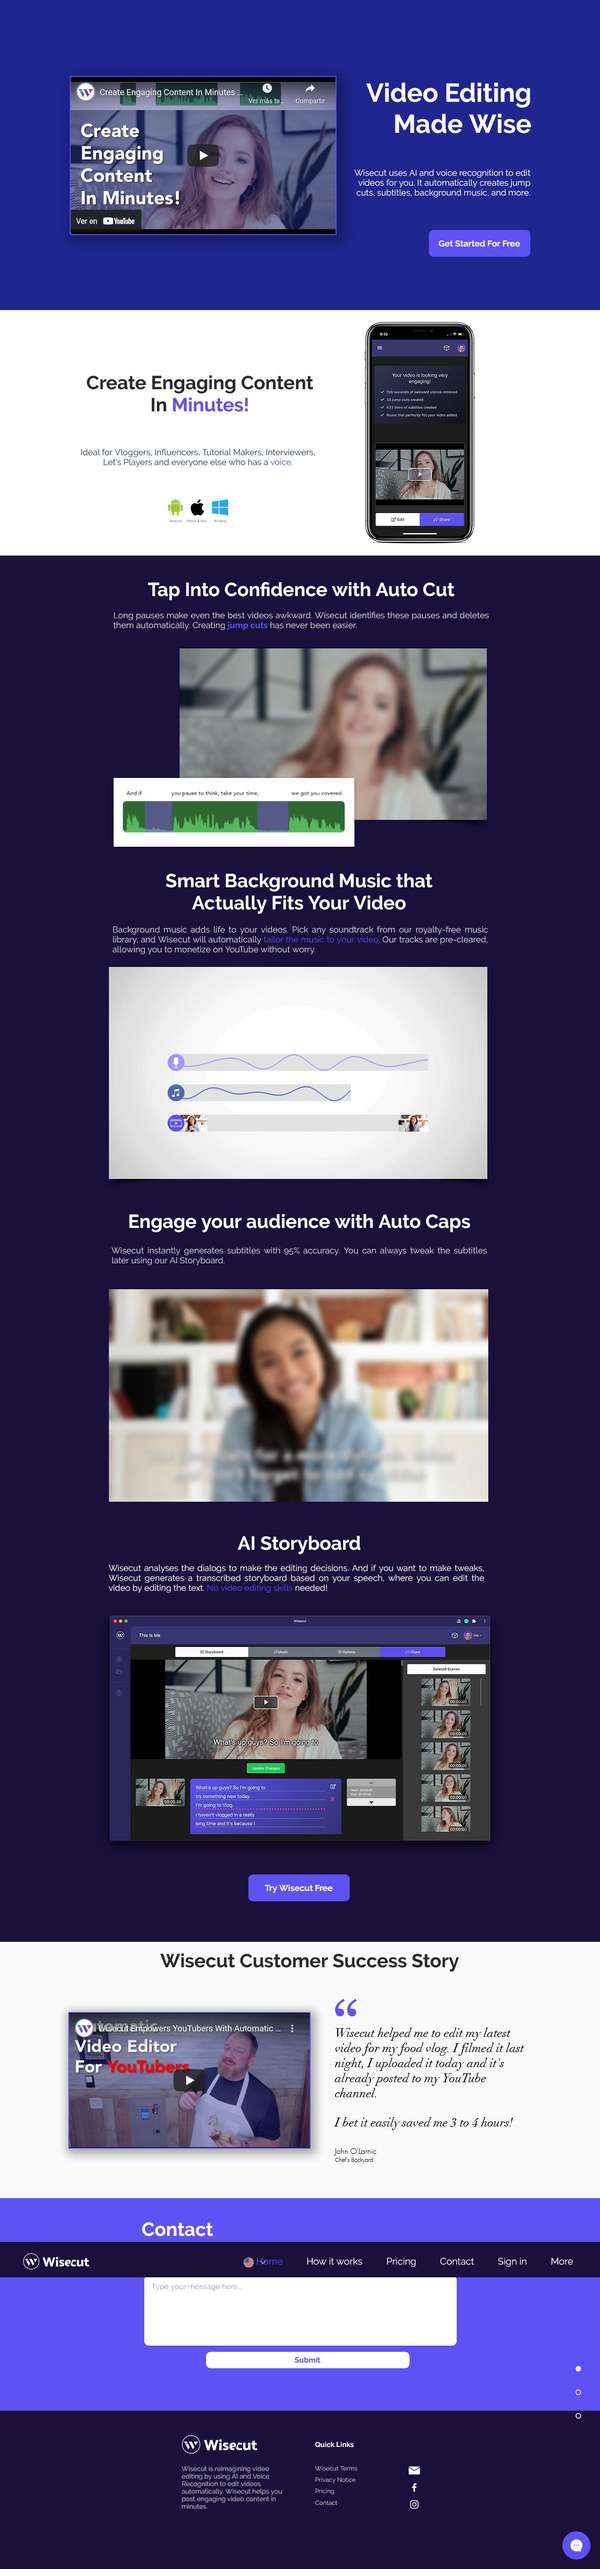 Create Engaging Content In Minutes ...
Ver más ta...
Compartir
Create
Engaging
Content
In Minutes!
Ver en YouTube
Video Editing
Made Wise
Wisecut uses AI and voice recognition to edit
videos for you. It automatically creates jump
cuts, subtitles, background music, and more.
Get Started For Free
Create Engaging Content
In Minutes!
Ideal for Vloggers, Influencers, Tutorial Makers, Interviewers,
Let's Players and everyone else who has a voice.
Your video is looking very
engaging!
Edit
Share
Tap Into Confidence with Auto Cut
Long pauses make even the best videos awkward. Wisecut identifies these pauses and deletes
them automatically. Creating jump cuts has never been easier.
And if you pause to think, take your time, we got you covered.
Smart Background Music that
Actually Fits Your Video
Background music adds life to your videos. Pick any soundtrack from our royalty-free music
library, and Wisecut will automatically tailor the music to your video. Our tracks are pre-cleared,
allowing you to monetize on YouTube without worry.
Engage your audience with Auto Caps
Wisecut instantly generates subtitles with 95% accuracy. You can always tweak the subtitles
later using our AI Storyboard.
AI Storyboard
Wisecut analyses the dialogs to make the editing decisions. And if you want to make tweaks,
Wisecut generates a transcribed storyboard based on your speech, where you can edit the
video by editing the text. No video editing skills needed!
Wisecut
This Is Me
Storyboard
Music
Options
Share
Deleted Scenes
What's up guys? So I'm going to
Update Changes
What's up guys? So I'm going to
try something new today.
I'm going to vlog.
I haven't vlogged in a really
long time and it's because I
Try Wisecut Free
Wisecut Customer Success Story
Wisecut Empowers YouTubers With Automatic ...
Automatic
Video Editor
For YouTubers
Wisecut helped me to edit my latest
video for my food vlog. I filmed it last
night, I uploaded it today and it's
already posted to my YouTube
channel.
I bet it easily saved me 3 to 4 hours!
John O'Larnic
Chef's Backyard
Contact
Wisecut
Home
How it works
Pricing
Contact
Sign in
More
Type your message here...
Submit
Wisecut
Wisecut is reimagining video
editing by using AI and Voice
Recognition to edit videos
automatically. Wisecut helps you
post engaging video content in
minutes.
Quick Links
Wisecut Terms
Privacy Notice
Pricing
Contact